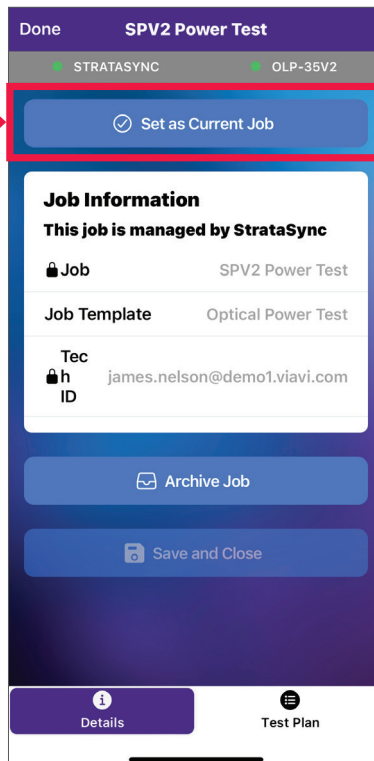 Done SPV2 Power Test
STRATASYNC OLP-35V2
Set as Current Job
Job Information
This job is managed by StrataSync
Job SPV2 Power Test
Job Template Optical Power Test
Tec
h james.nelson@demo1.viavi.com
ID
Archive Job
Save and Close
Details Test Plan